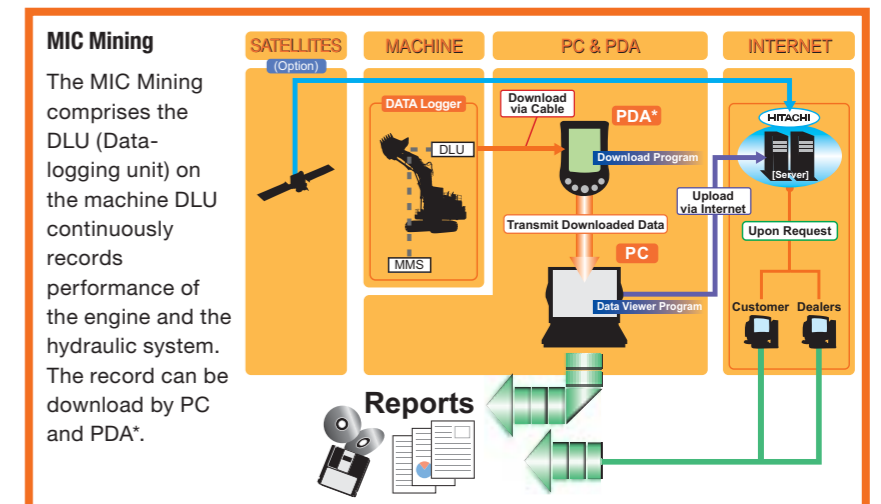 MIC Mining
The MIC Mining
comprises the
DLU (Data-
logging unit) on
the machine DLU
continuously
records
performance of
the engine and the
hydraulic system.
The record can be
download by PC
and PDA*.
SATELLITES
(Option)
MACHINE
PC & PDA
INTERNET
DATA Logger
DLU
MMS
Download
via Cable
PDA*
Download Program
Transmit Downloaded Data
PC
Data Viewer Program
Upload
via Internet
HITACHI
[Server]
Upon Request
Customer
Dealers
Reports